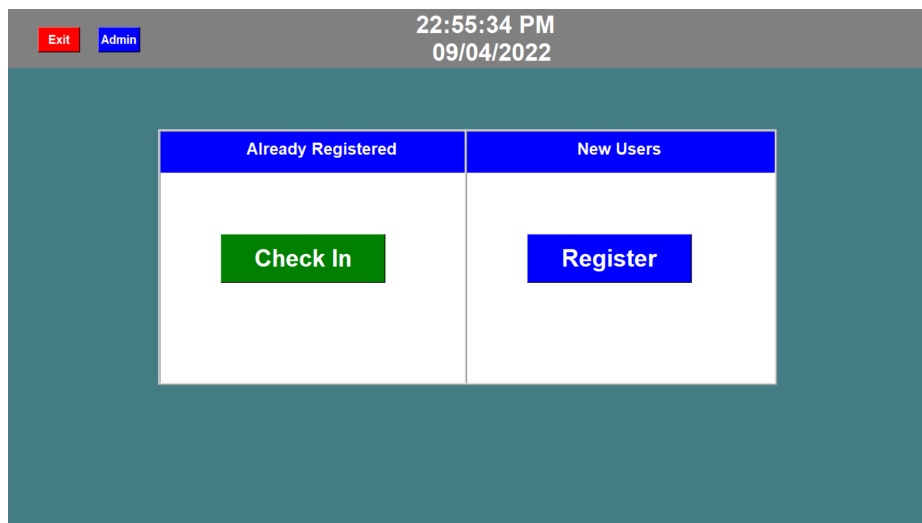 Exit Admin
22:55:34 PM
09/04/2022
Already Registered
New Users
Check In
Register